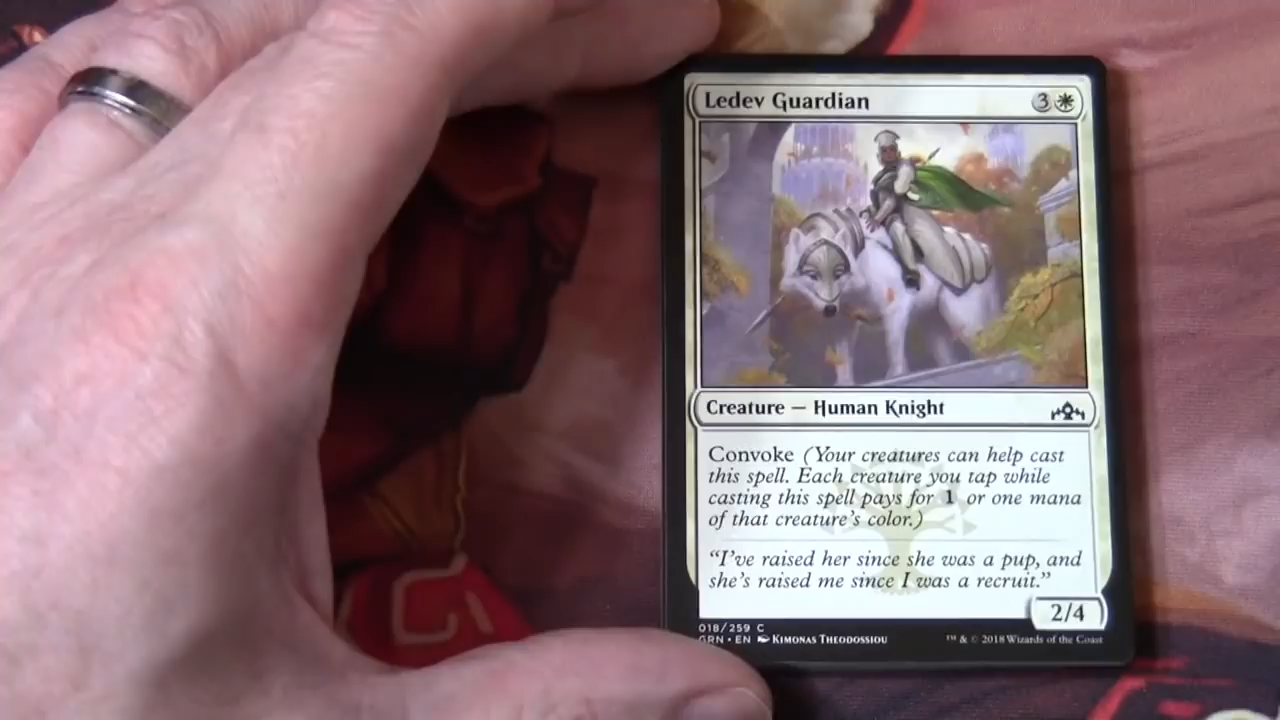 Ledev Guardian 3
Creature — Human Knight
Convoke (Your creatures can help cast
this spell. Each creature you tap while
casting this spell pays for 1 or one mana
of that creature's color.)
"I've raised her since she was a pup, and
she's raised me since I was a recruit."
2/4
018/259 C
GRN • EN KIMONAS THEODOSSIOU ™ & © 2018 Wizards of the Coast